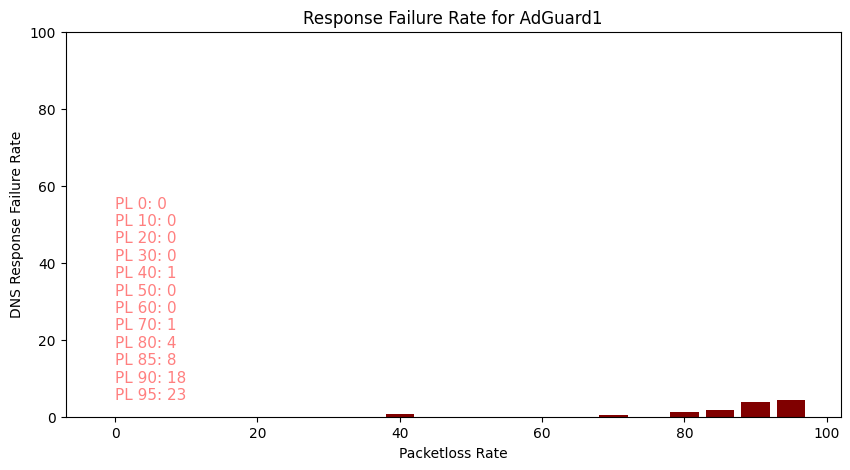 Response Failure Rate for AdGuard1
100
80
60
40
20
0
DNS Response Failure Rate
PL 0: 0
PL 10: 0
PL 20: 0
PL 30: 0
PL 40: 1
PL 50: 0
PL 60: 0
PL 70: 1
PL 80: 4
PL 85: 8
PL 90: 18
PL 95: 23
0 20 40 60 80 100
Packetloss Rate